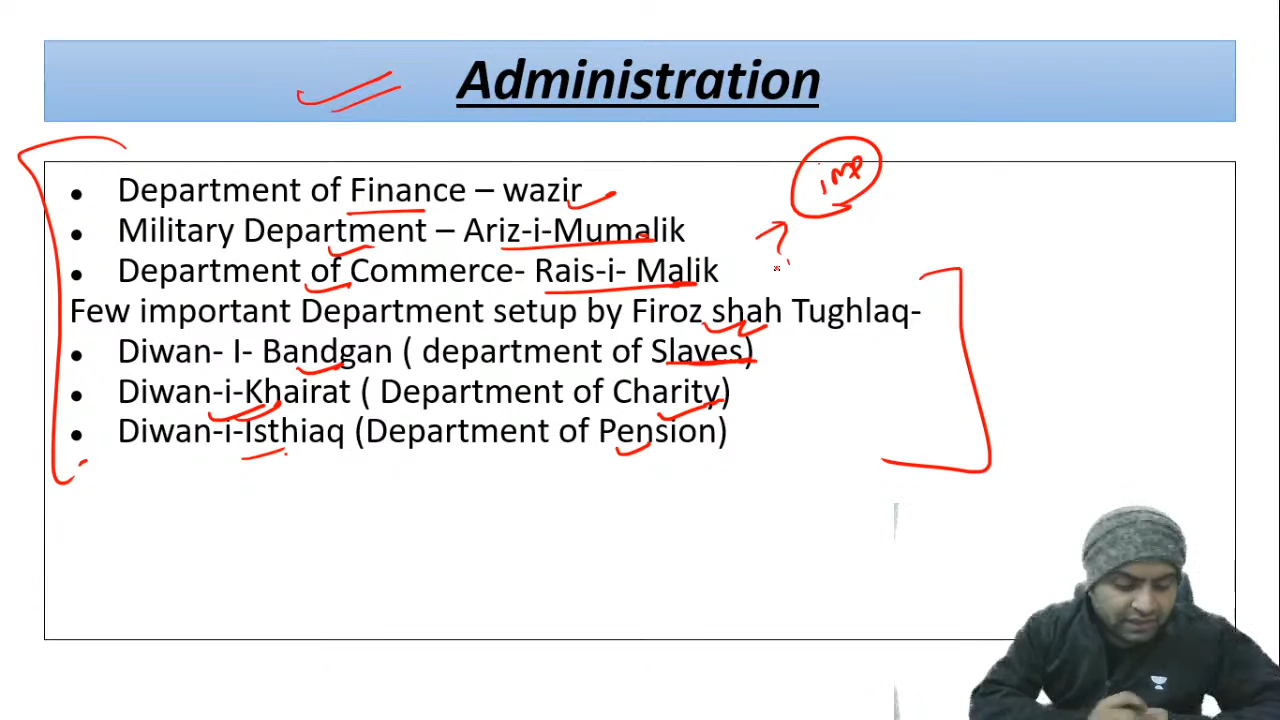 Administration
imp
• Department of Finance – wazir
• Military Department – Ariz-i-Mumalik
• Department of Commerce- Rais-i- Malik
?
Few important Department setup by Firoz shah Tughlaq-
• Diwan- I- Bandgan ( department of Slaves)
• Diwan-i-Khairat ( Department of Charity)
• Diwan-i-Isthiaq (Department of Pension)